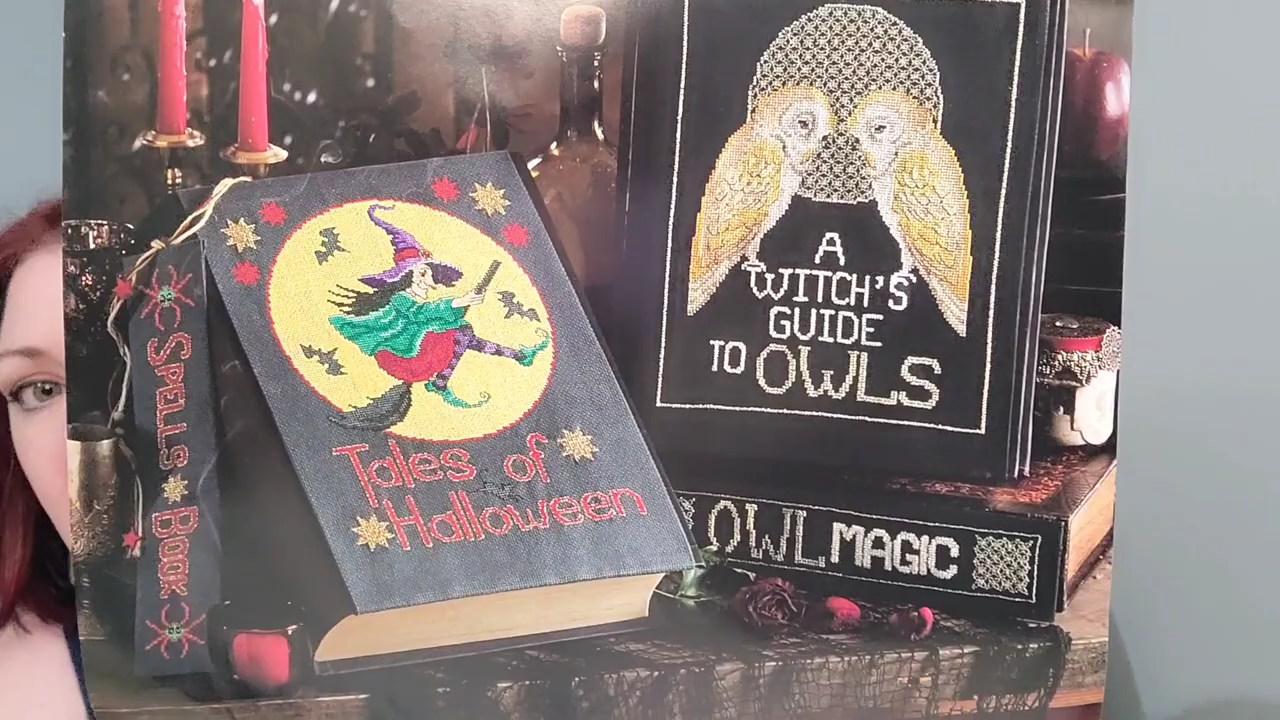 SPELLS BOOK
Tales of
Halloween
A
WITCH'S
GUIDE
TO OWLS
OWL MAGIC